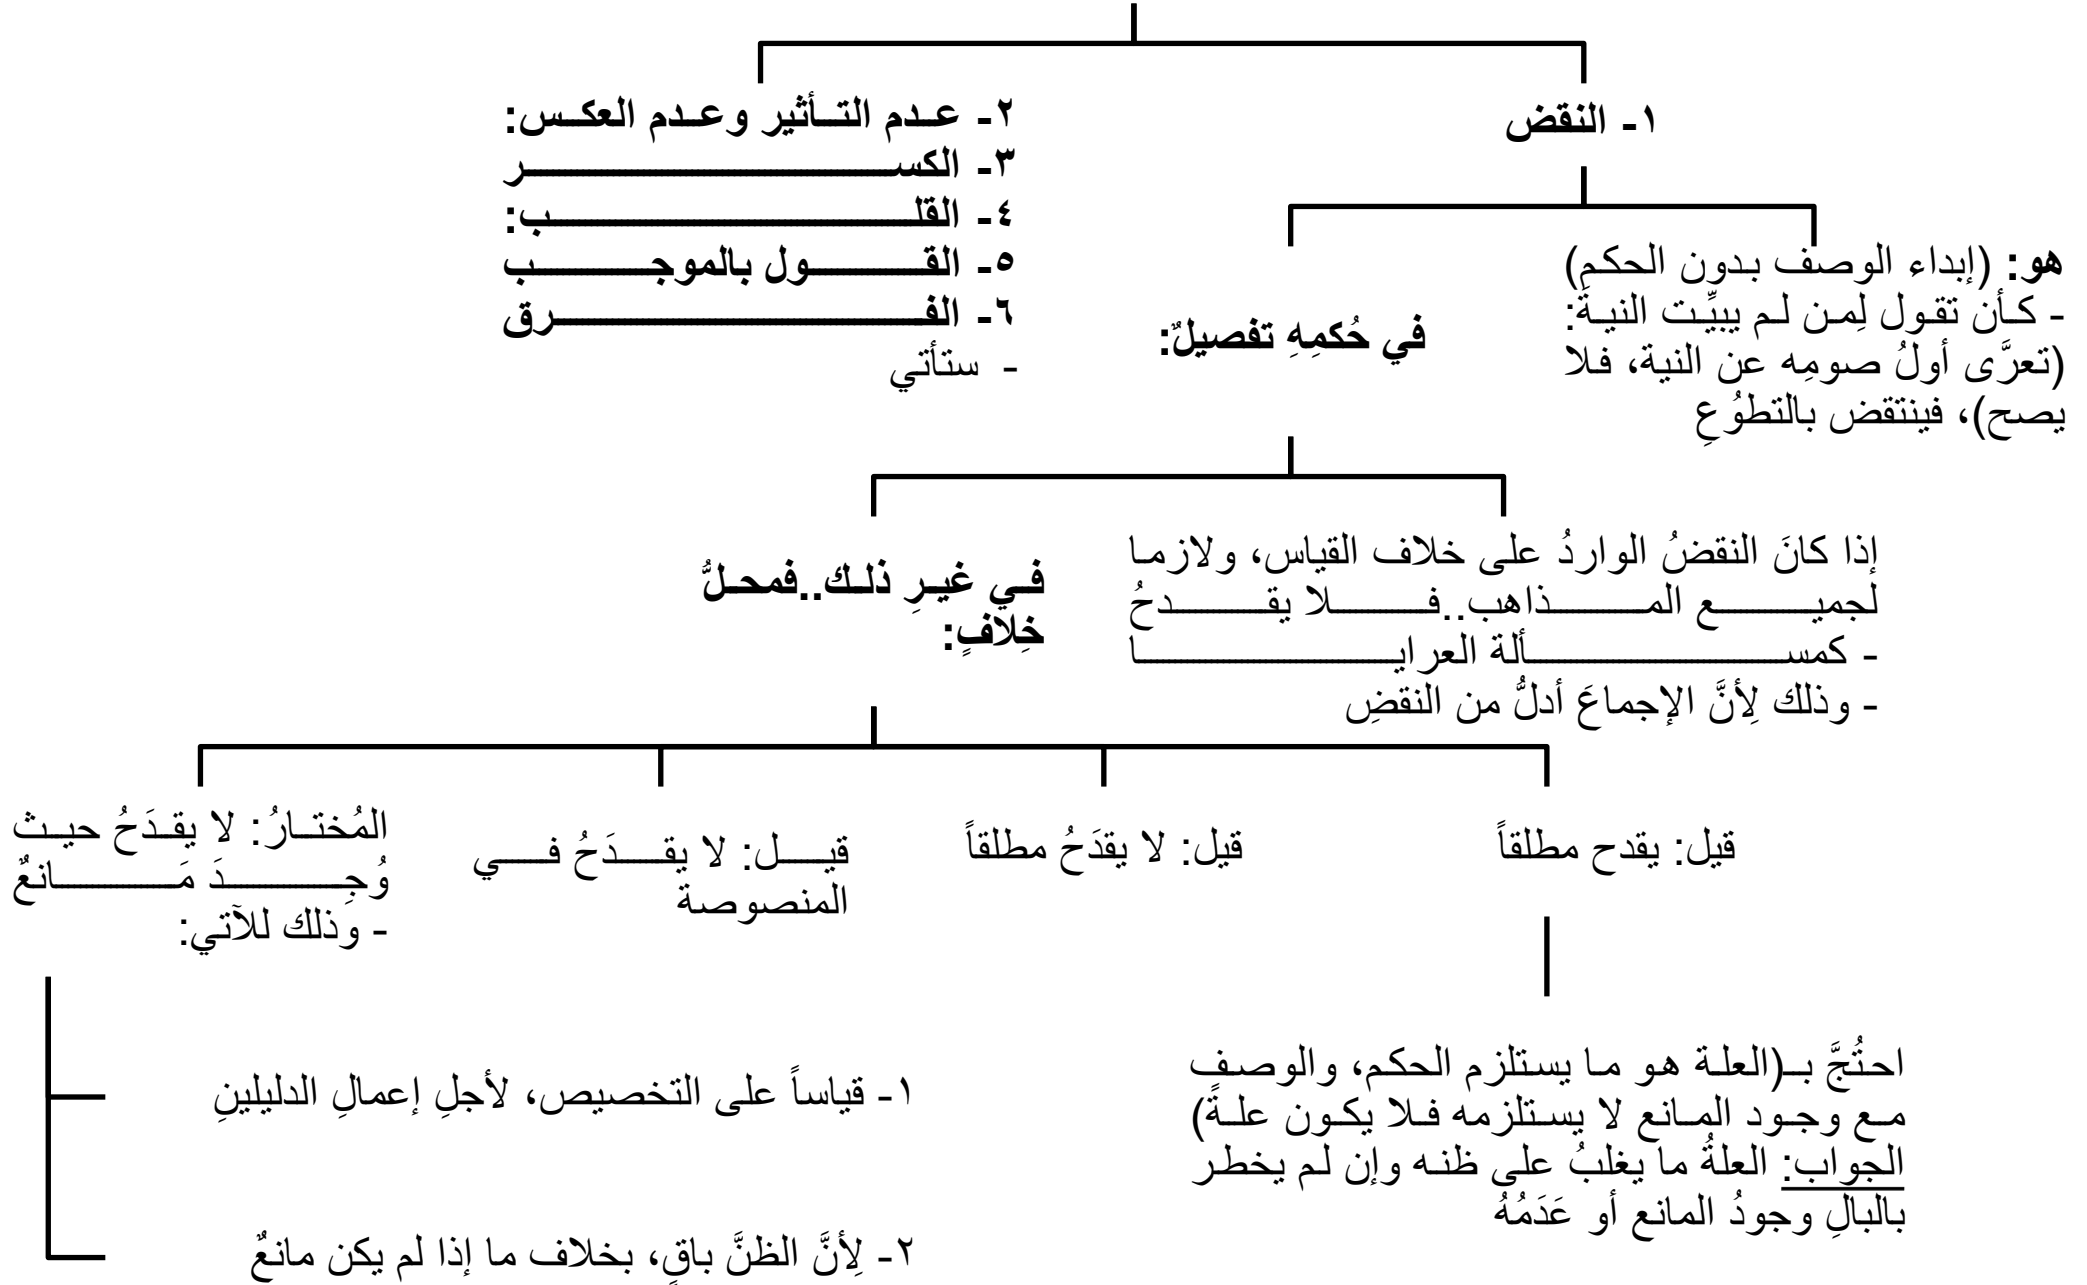 ١- النقض
هو: (إبداء الوصف بدون الحكم)
- كأن تقول لِمن لم يبيِّت النيةَ:
(تعرَّى أولُ صومِه عن النية، فلا
يصح)، فينتقض بالتطوُعِ
في حُكمِهِ تفصيلٌ:
إذا كانَ النقضُ الواردُ على خلاف القياس، ولازما
لجميع المذاهب..فلا يقدحُ
- كمسألة العرايا
- وذلك لِأنَّ الإجماعَ أدلُّ من النقضِ
في غيرِ ذلك..فمحلُّ
خِلافٍ:
قيل: يقدح مطلقاً
احتُجَّ بـ(العلة هو ما يستلزم الحكم، والوصف
مع وجود المانع لا يستلزمه فلا يكون علةً)
الجواب: العلةُ ما يغلبُ على ظنه وإن لم يخطر
بالبالِ وجودُ المانع أو عَدَمُهُ
قيل: لا يقدَحُ مطلقاً
قيل: لا يقدَحُ في
المنصوصة
المُختارُ: لا يقدَحُ حيث
وُجِدَ مَانعٌ
- وذلك للآتي:
١- قياساً على التخصيص، لأجلِ إعمالِ الدليلينِ
٢- لِأنَّ الظنَّ باقٍ، بخلاف ما إذا لم يكن مانعٌ
٢- عدم التأثير وعدم العكس:
٣- الكسر
٤- القلب:
٥- القول بالموجب
٦- الفرق
- ستأتي